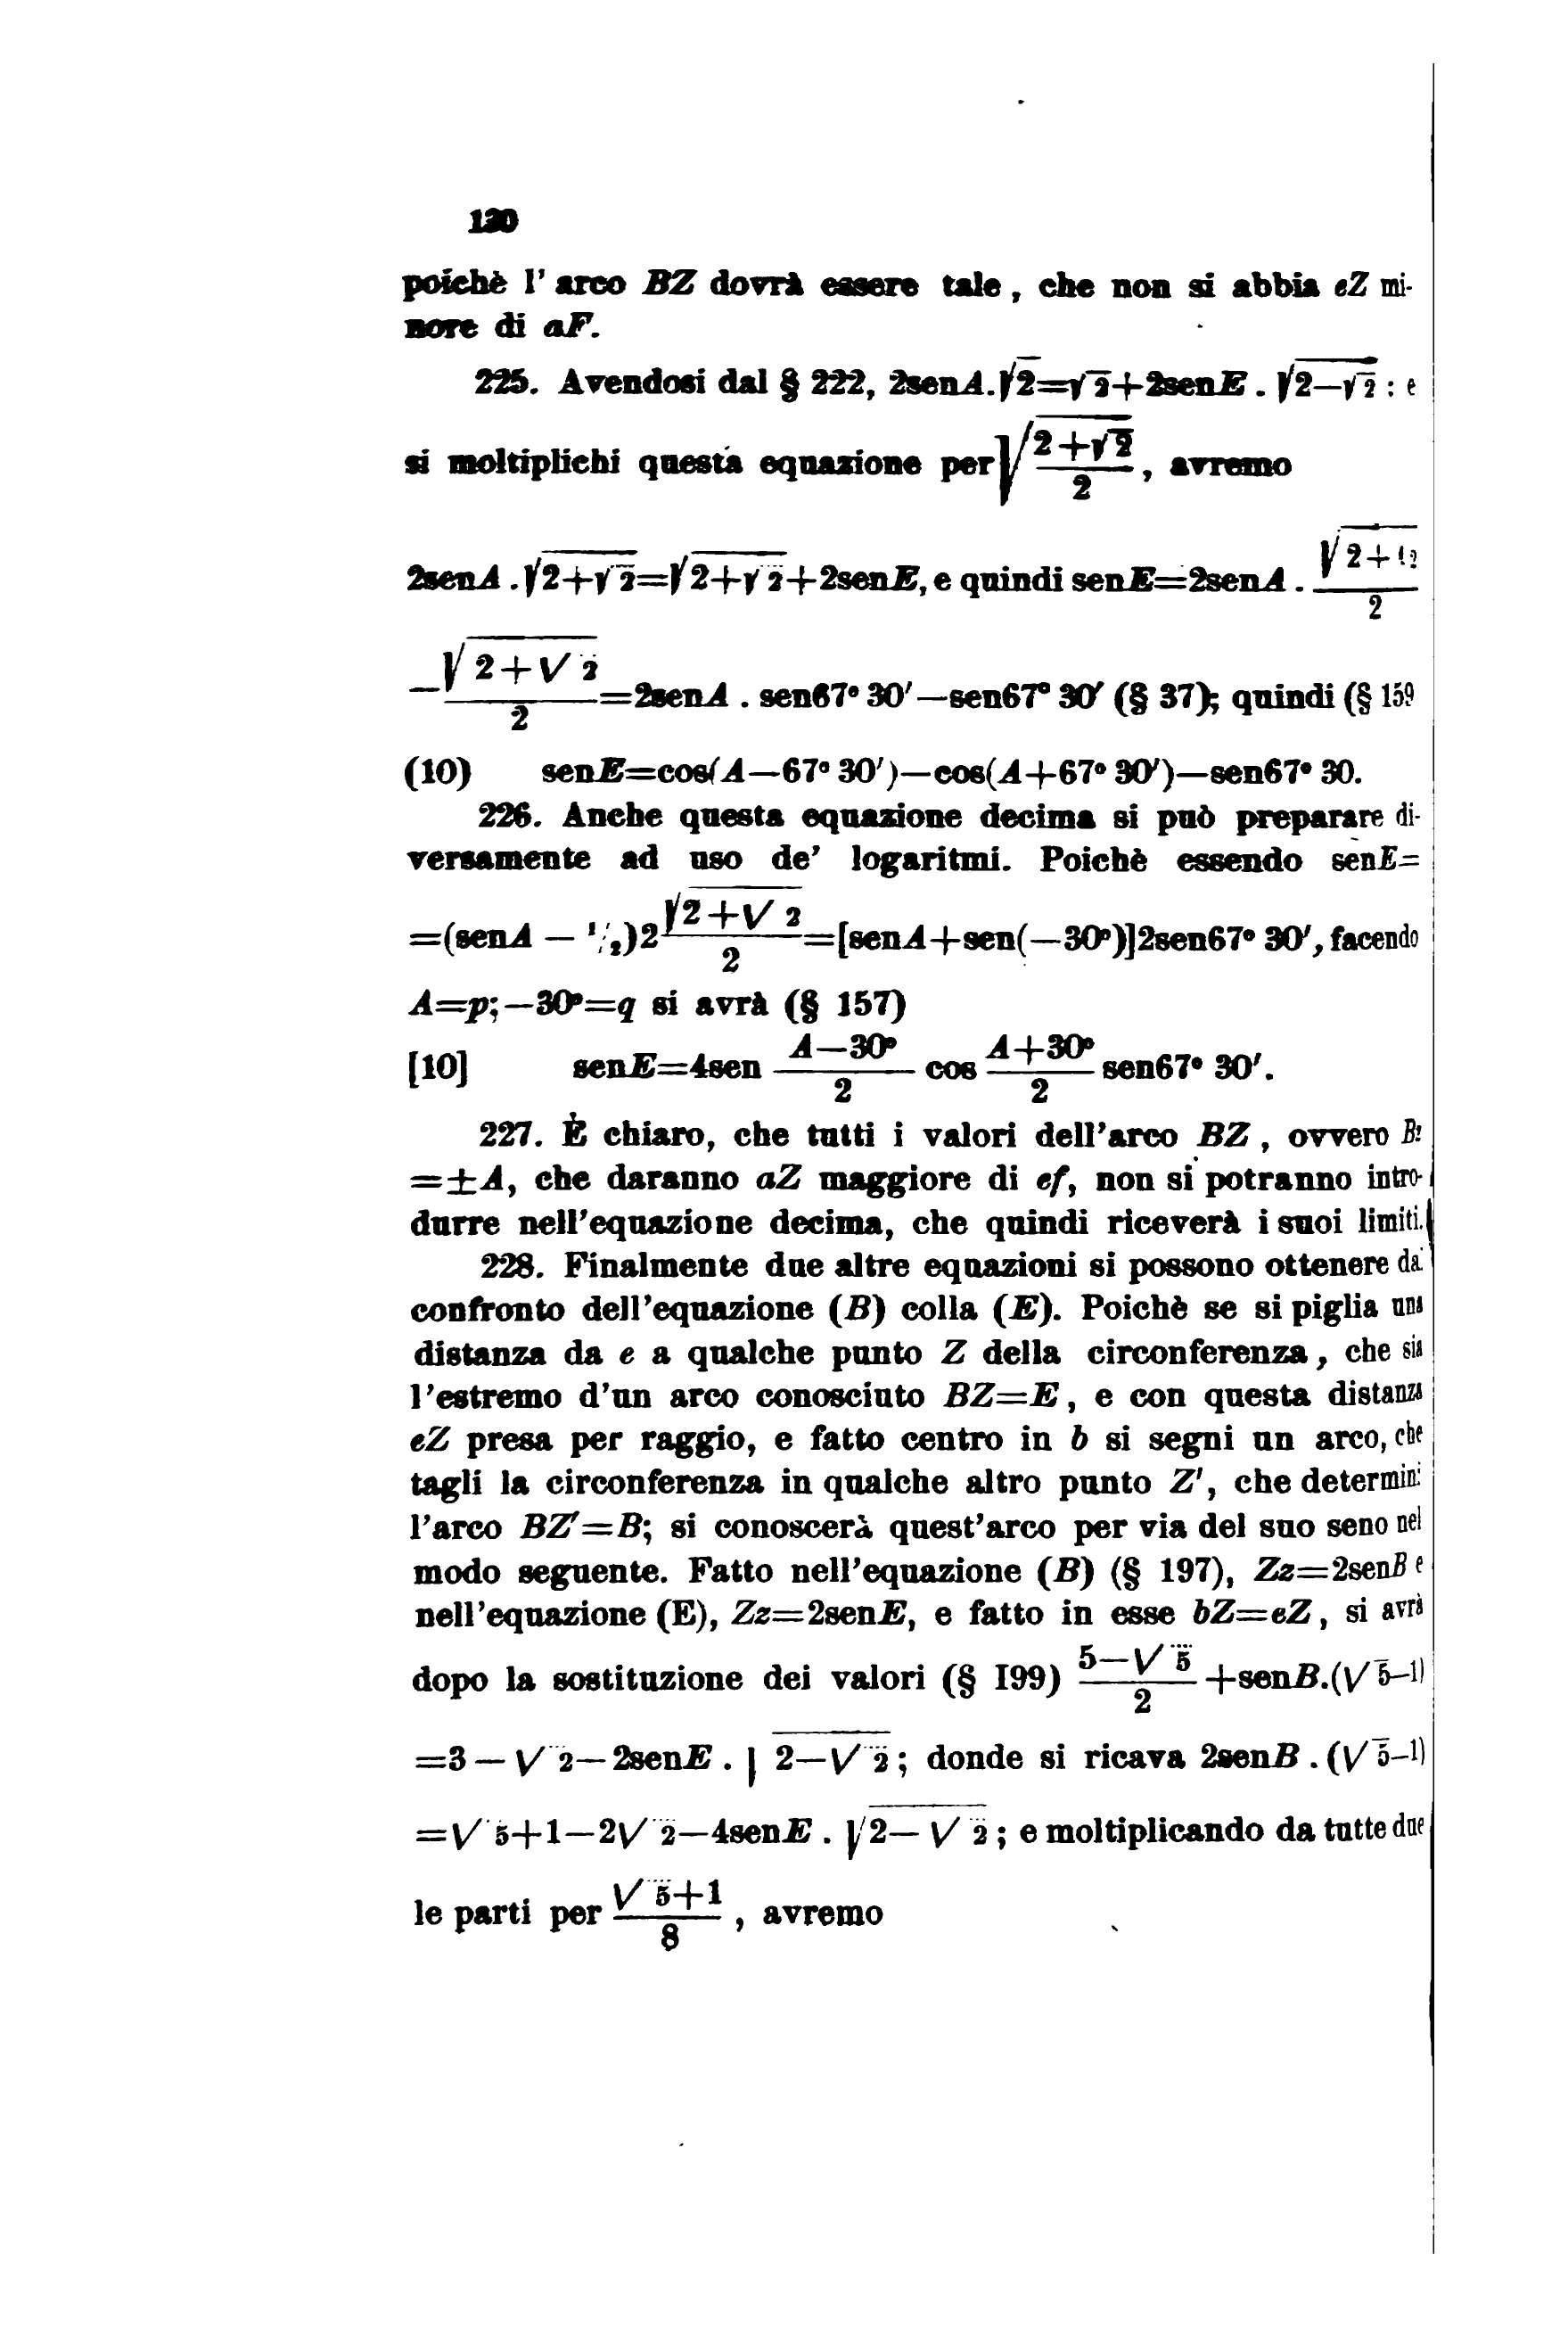 130
poichè l' arco BZ dovrà essere tale, che non si abbia eZ mi-
nore di aF.
225. Avendosi dal § 222, 2senA.√2=√2+2senE . √(2—√2) : e
si moltiplichi questa equazione per √((2+√2)/2), avremo
2senA .√(2+√2)=√(2+√2)+2senE, e quindi senE=2senA . √(2+√2)/2
—√(2+√2)/2=2senA . sen67° 30'—sen67° 30' (§ 37); quindi (§ 159
(10) senE=cos(A—67° 30')—cos(A+67° 30')—sen67° 30.
226. Anche questa equazione decima si può preparare di-
versamente ad uso de' logaritmi. Poichè essendo senE=
=(senA — 1/2)2√(2+√2)/2=[senA+sen(—30°)]2sen67° 30', facendo
A=p; —30°=q si avrà (§ 157)
[10] senE=4sen (A—30°)/2 cos (A+30°)/2 sen67° 30'.
227. È chiaro, che tutti i valori dell'arco BZ, ovvero Bz
=±A, che daranno aZ maggiore di ef, non si potranno intro-
durre nell'equazione decima, che quindi riceverà i suoi limiti.
228. Finalmente due altre equazioni si possono ottenere dal
confronto dell'equazione (B) colla (E). Poichè se si piglia una
distanza da e a qualche punto Z della circonferenza, che sia
l'estremo d'un arco conosciuto BZ=E, e con questa distanza
eZ presa per raggio, e fatto centro in b si segni un arco, che
tagli la circonferenza in qualche altro punto Z', che determini
l'arco BZ'=B; si conoscerà quest'arco per via del suo seno nel
modo seguente. Fatto nell'equazione (B) (§ 197), Zz=2senB e
nell'equazione (E), Zz=2senE, e fatto in esse bZ=eZ, si avrà
dopo la sostituzione dei valori (§ I99) (5—√5)/2 +senB.(√5—1)
=3—√2—2senE . √(2—√2); donde si ricava 2senB . (√5—1)
=√5+1—2√2—4senE . √(2—√2); e moltiplicando da tutte due
le parti per (√5+1)/8, avremo